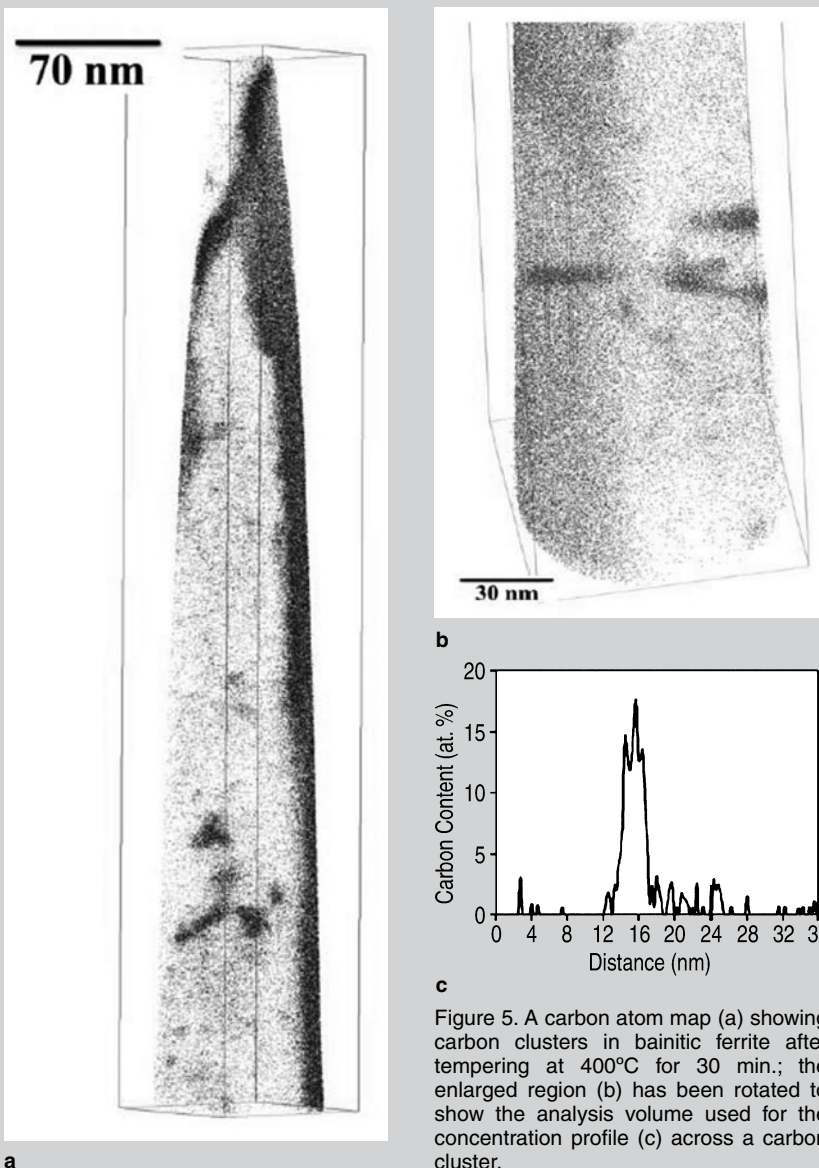 70 nm
a
30 nm
b
20
15
10
5
0
Carbon Content (at. %)
0 4 8 12 16 20 24 28 32
Distance (nm)
c
Figure 5. A carbon atom map (a) showing
carbon clusters in bainitic ferrite afte
tempering at 400ºC for 30 min.; the
enlarged region (b) has been rotated to
show the analysis volume used for the
concentration profile (c) across a carbon
cluster.